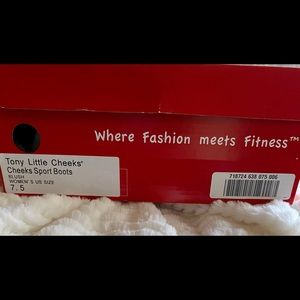 Where Fashion meets Fitness™
Tony Little Cheeks®
Cheeks Sport Boots
BLUSH
WOMEN'S US SIZE
7.5
718724 638 075 006